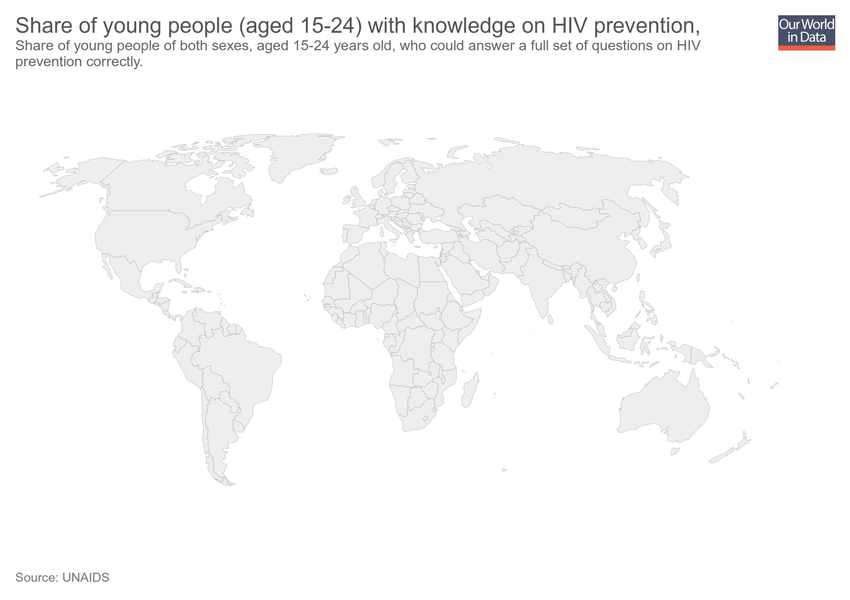 Share of young people (aged 15-24) with knowledge on HIV prevention,
Our World
in Data
Share of young people of both sexes, aged 15-24 years old, who could answer a full set of questions on HIV
prevention correctly.
Source: UNAIDS